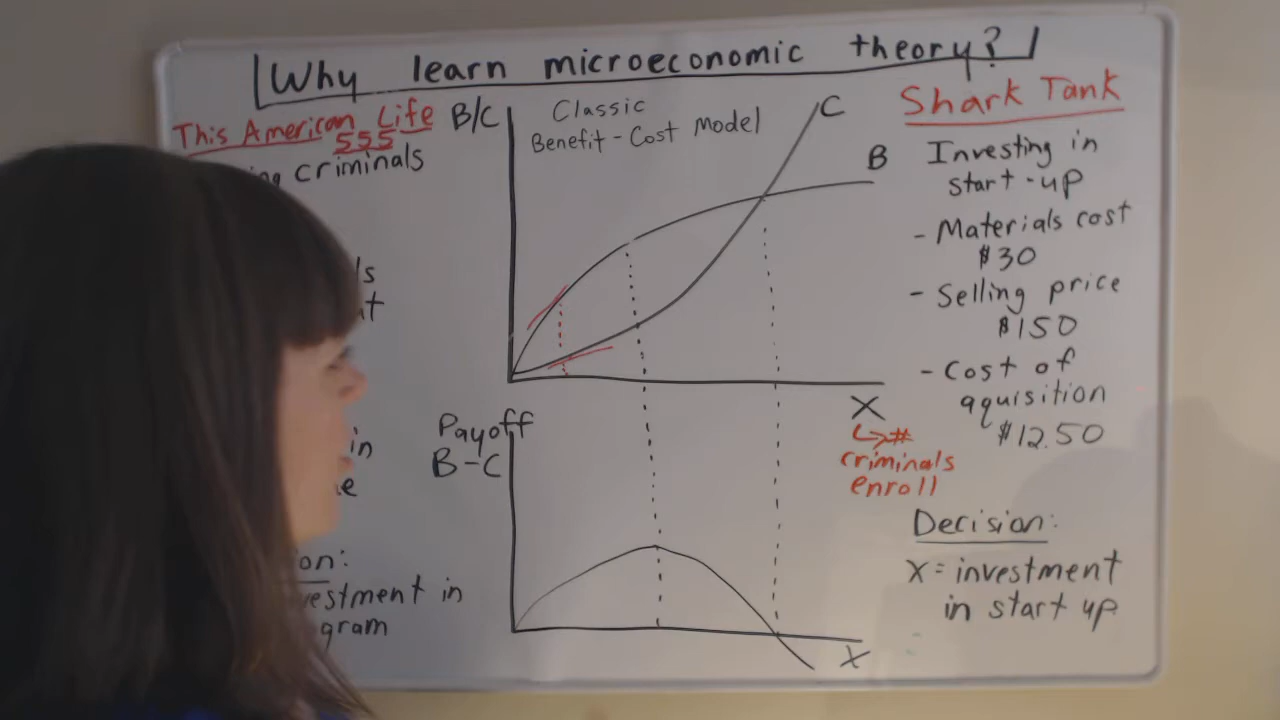 Why learn microeconomic theory?
This American Life
555
criminals
on:
in
gram
B/C
Classic
Benefit-Cost Model
C
B
X
↳#
criminals
enroll
Payoff
B-C
X
Shark Tank
Investing in
start-up
- Materials cost
$30
- Selling price
$150
- Cost of
aquisition
$12.50
Decision:
X = investment
in start up